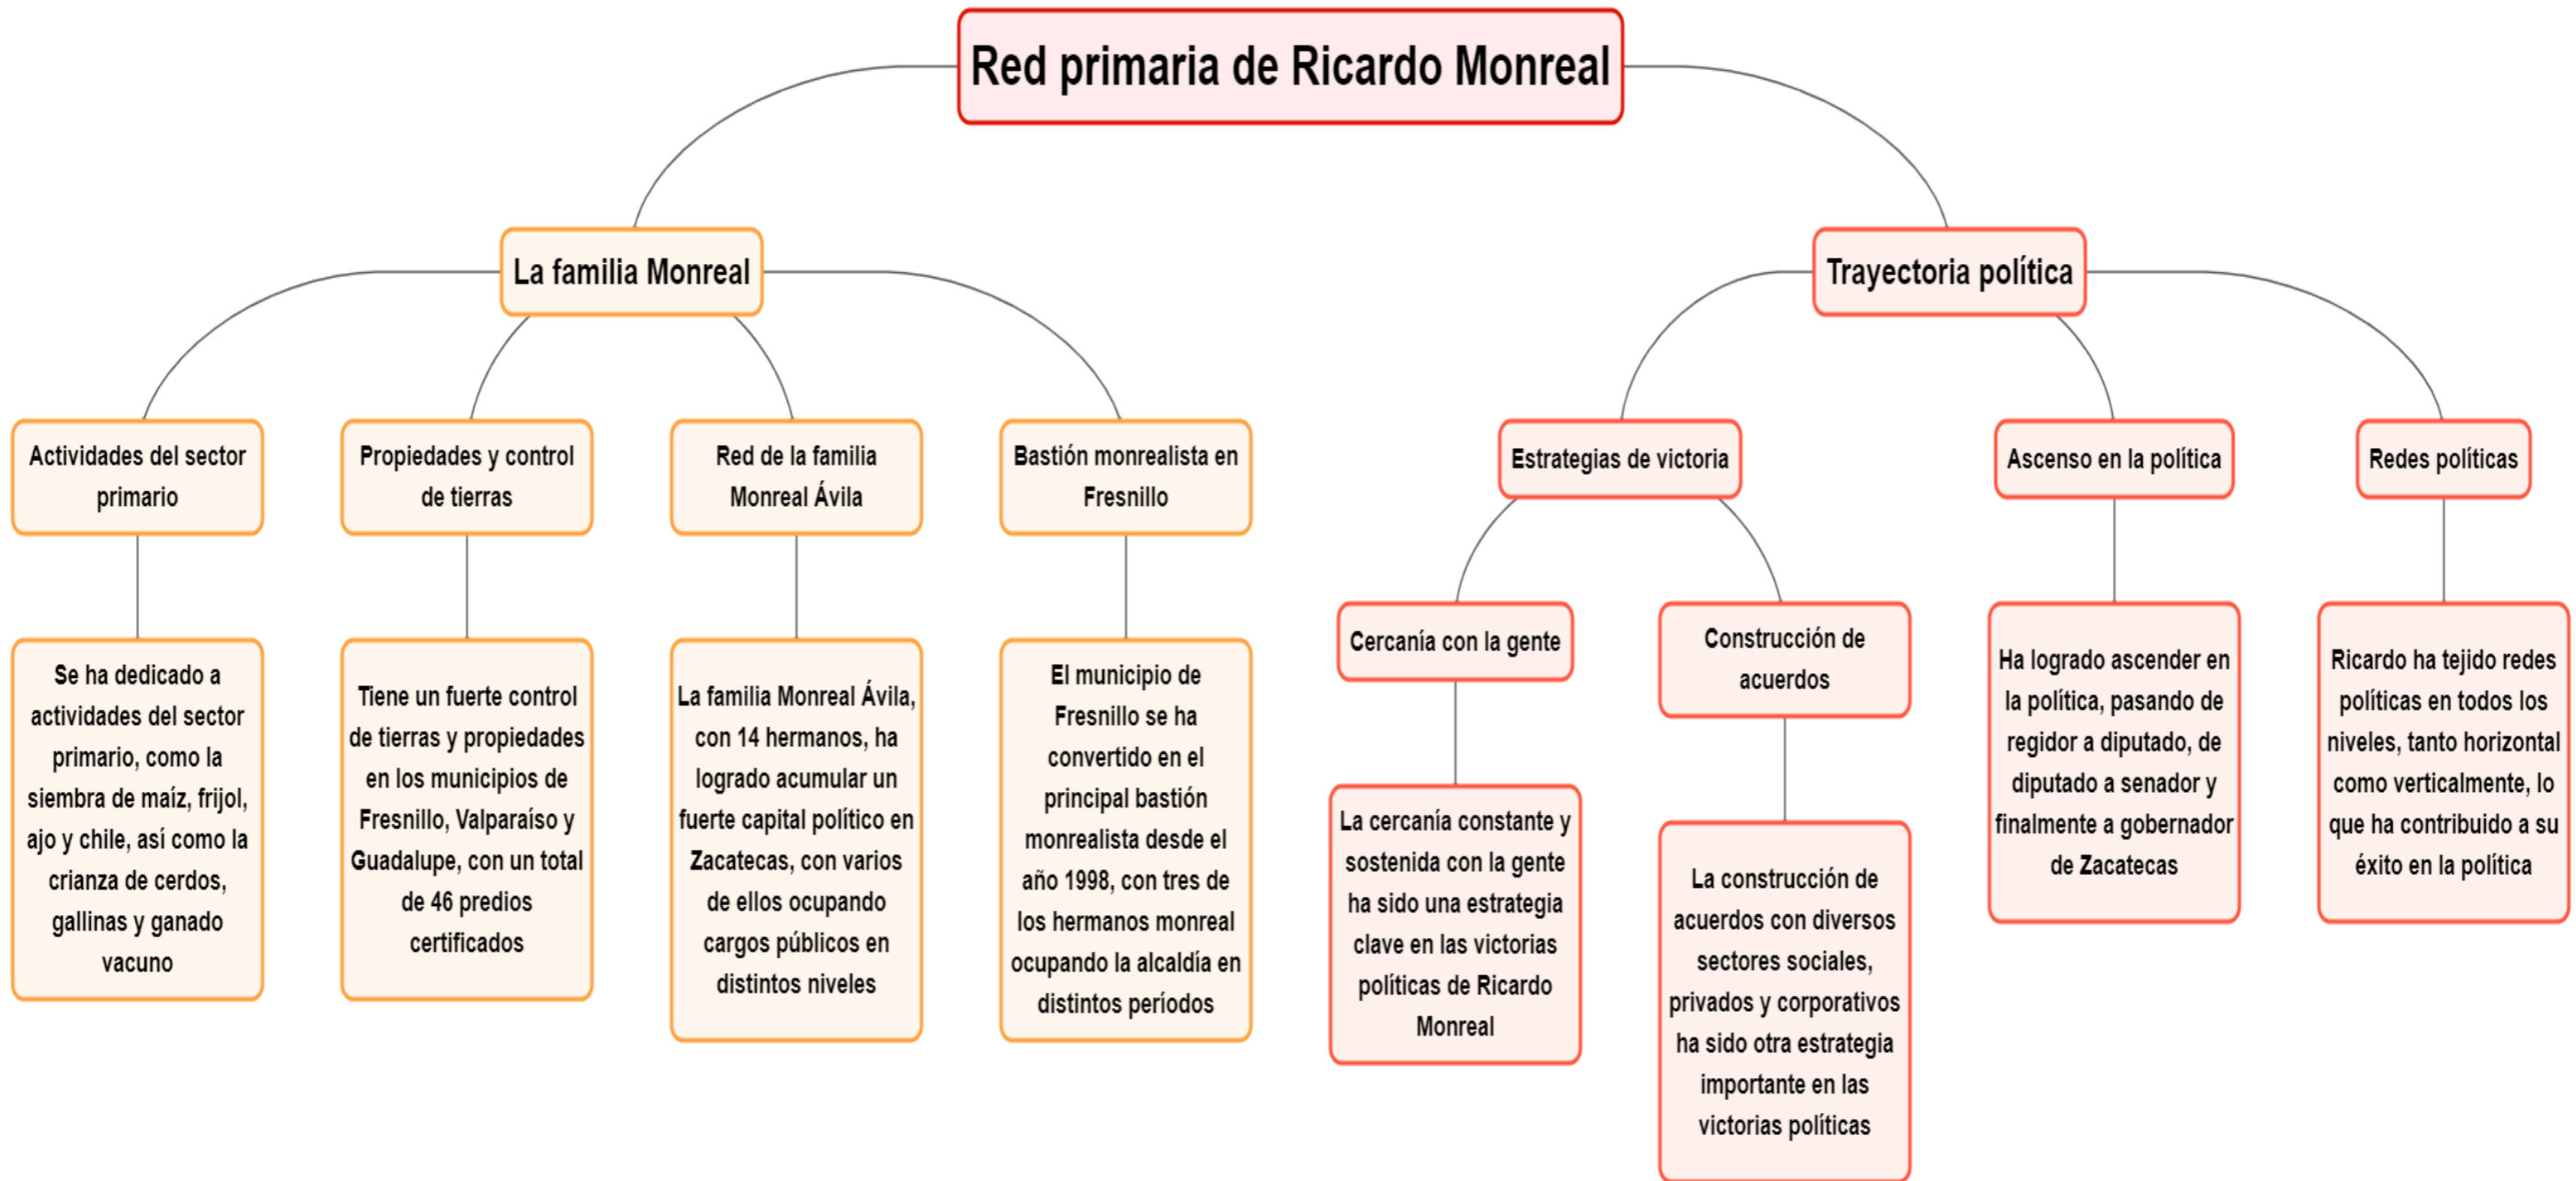 Red primaria de Ricardo Monreal
La familia Monreal
Trayectoria política
Actividades del sector
primario
Propiedades y control
de tierras
Red de la familia
Monreal Ávila
Bastión monrealista en
Fresnillo
Estrategias de victoria
Ascenso en la política
Redes políticas
Se ha dedicado a
actividades del sector
primario, como la
siembra de maíz, frijol,
ajo y chile, así como la
crianza de cerdos,
gallinas y ganado
vacuno
Tiene un fuerte control
de tierras y propiedades
en los municipios de
Fresnillo, Valparaíso y
Guadalupe, con un total
de 46 predios
certificados
La familia Monreal Ávila,
con 14 hermanos, ha
logrado acumular un
fuerte capital político en
Zacatecas, con varios
de ellos ocupando
cargos públicos en
distintos niveles
El municipio de
Fresnillo se ha
convertido en el
principal bastión
monrealista desde el
año 1998, con tres de
los hermanos monreal
ocupando la alcaldía en
distintos períodos
Cercanía con la gente
La cercanía constante y
sostenida con la gente
ha sido una estrategia
clave en las victorias
políticas de Ricardo
Monreal
Construcción de
acuerdos
La construcción de
acuerdos con diversos
sectores sociales,
privados y corporativos
ha sido otra estrategia
importante en las
victorias políticas
Ha logrado ascender en
la política, pasando de
regidor a diputado, de
diputado a senador y
finalmente a gobernador
de Zacatecas
Ricardo ha tejido redes
políticas en todos los
niveles, tanto horizontal
como verticalmente, lo
que ha contribuido a su
éxito en la política